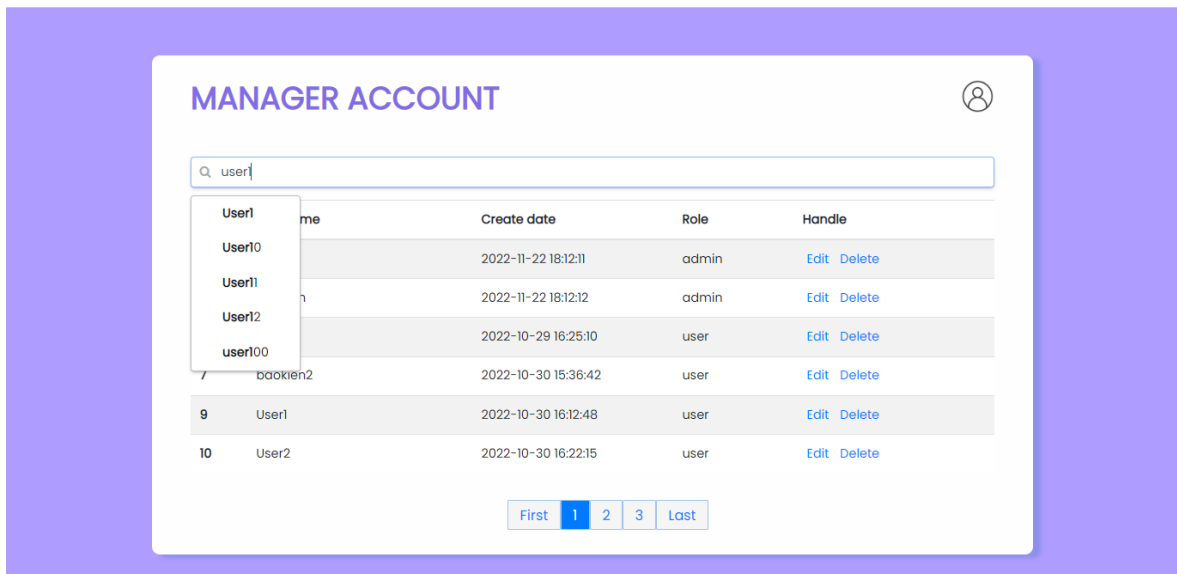 MANAGER ACCOUNT
user1
User1
User10
User11
User12
user100
me Create date Role Handle
2022-11-22 18:12:11 admin Edit Delete
n 2022-11-22 18:12:12 admin Edit Delete
2022-10-29 16:25:10 user Edit Delete
7 baokien2 2022-10-30 15:36:42 user Edit Delete
9 User1 2022-10-30 16:12:48 user Edit Delete
10 User2 2022-10-30 16:22:15 user Edit Delete
First 1 2 3 Last